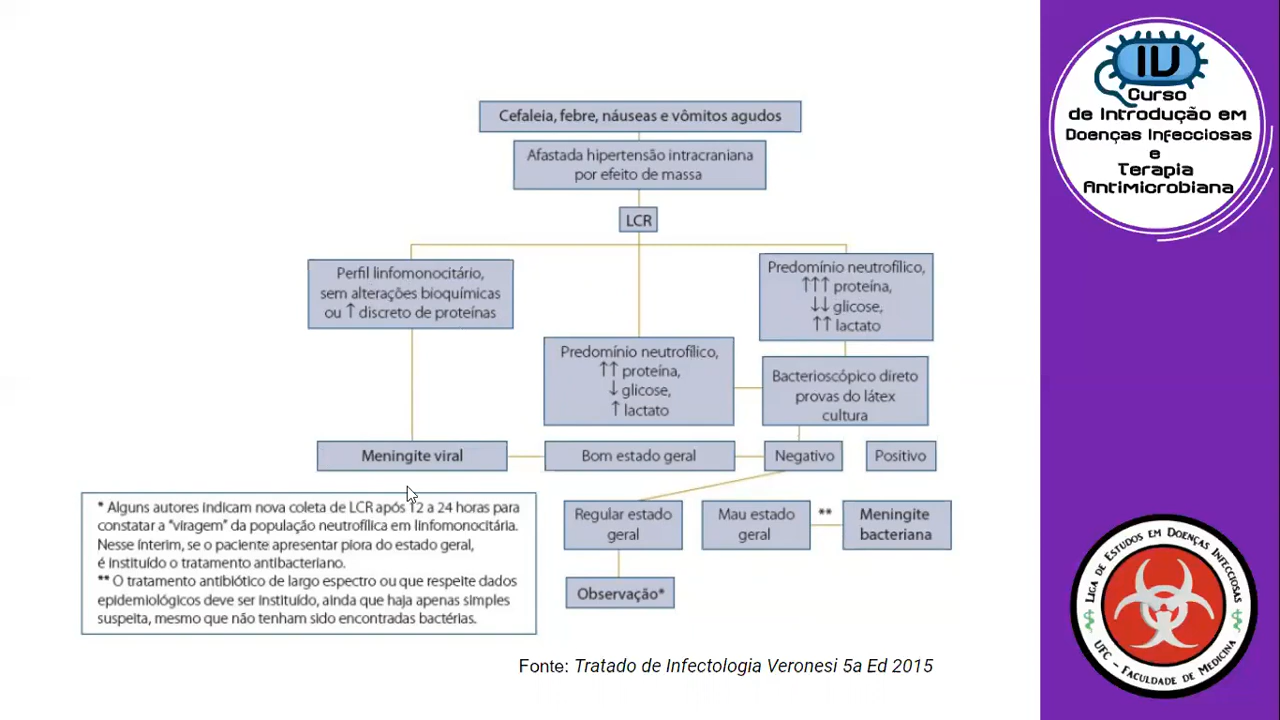 Cefaleia, febre, náuseas e vômitos agudos
Afastada hipertensão intracraniana
por efeito de massa
LCR
Perfil linfomonocitário,
sem alterações bioquímicas
ou ↑ discreto de proteínas
Predomínio neutrofílico,
↑↑ proteína,
↓ glicose,
↑ lactato
Predomínio neutrofílico,
↑↑↑ proteína,
↓↓ glicose,
↑↑ lactato
Bacterioscópico direto
provas do látex
cultura
Meningite viral
Bom estado geral
Negativo
Positivo
Regular estado
geral
Mau estado
geral
**
Meningite
bacteriana
Observação*
* Alguns autores indicam nova coleta de LCR após 12 a 24 horas para
constatar a “viragem” da população neutrofílica em linfomonocitária.
Nesse ínterim, se o paciente apresentar piora do estado geral,
é instituído o tratamento antibacteriano.
** O tratamento antibiótico de largo espectro ou que respeite dados
epidemiológicos deve ser instituído, ainda que haja apenas simples
suspeita, mesmo que não tenham sido encontradas bactérias.
Fonte: Tratado de Infectologia Veronesi 5a Ed 2015
Curso
de Introdução em
Doenças Infecciosas
e
Terapia
Antimicrobiana
LIGA DE ESTUDOS EM DOENÇAS INFECCIOSAS
UFC - FACULDADE DE MEDICINA